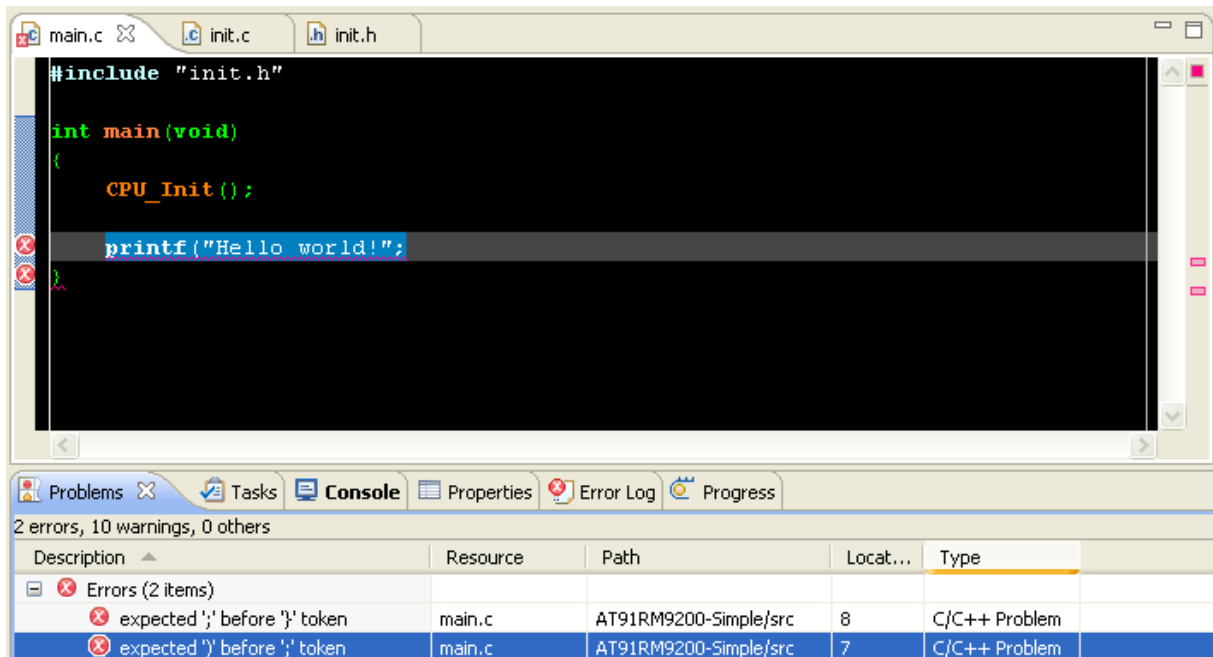 main.c init.c init.h
#include "init.h"
int main(void)
{
CPU_Init();
printf("Hello world!";
}
Problems Tasks Console Properties Error Log Progress
2 errors, 10 warnings, 0 others
Description Resource Path Locat... Type
Errors (2 items)
expected ';' before '}' token main.c AT91RM9200-Simple/src 8 C/C++ Problem
expected ')' before ';' token main.c AT91RM9200-Simple/src 7 C/C++ Problem